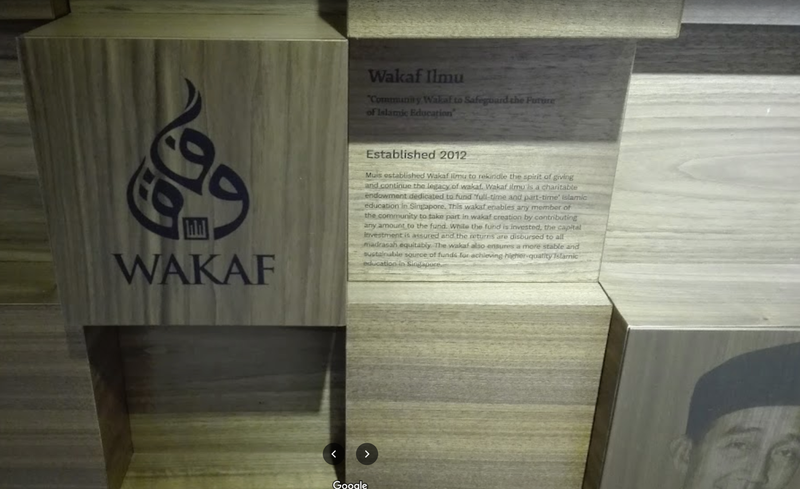 وقف
WAKAF
Wakaf Ilmu
"Community Wakaf to Safeguard the Future
of Islamic Education"
Established 2012
Muis established Wakaf Ilmu to rekindle the spirit of giving
and continue the legacy of wakaf. Wakaf Ilmu is a charitable
endowment dedicated to fund 'full-time and part-time' Islamic
education in Singapore. This wakaf enables any member of
the community to take part in wakaf creation by contributing
any amount to the fund. While the fund is invested, the capital
investment is assured and the returns are disbursed to all
madrasah equitably. The wakaf also ensures a more stable and
sustainable source of funds for achieving higher-quality Islamic
education in Singapore.
Google